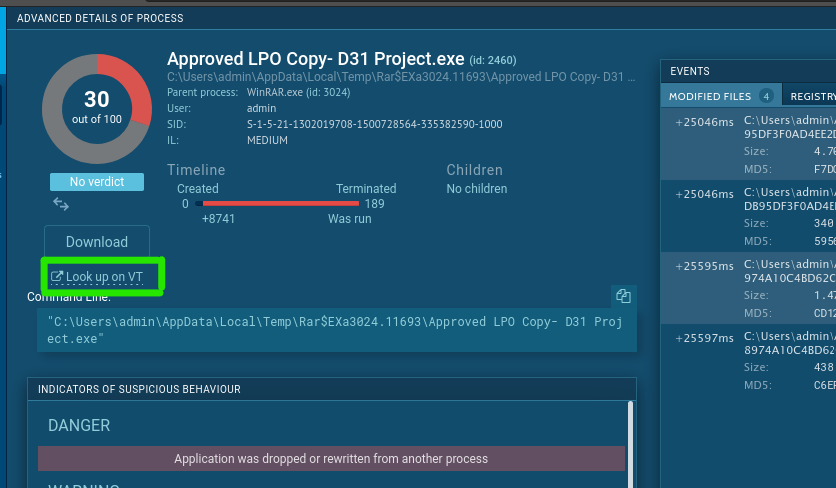 ADVANCED DETAILS OF PROCESS
30
out of 100
No verdict
Download
Look up on VT
Approved LPO Copy- D31 Project.exe (id: 2460)
C:\Users\admin\AppData\Local\Temp\Rar$EXa3024.11693\Approved LPO Copy- D31 ...
Parent process: WinRAR.exe (id: 3024)
User: admin
SID: S-1-5-21-1302019708-1500728564-335382590-1000
IL: MEDIUM
Timeline
Created Terminated
0 189
+8741 Was run
Children
No children
Command Line:
"C:\Users\admin\AppData\Local\Temp\Rar$EXa3024.11693\Approved LPO Copy- D31 Proj
ect.exe"
INDICATORS OF SUSPICIOUS BEHAVIOUR
DANGER
Application was dropped or rewritten from another process
WARNING
EVENTS
MODIFIED FILES 4 REGISTRY
+25046ms C:\Users\admin\
95DF3F0AD4EE2D
Size: 4.70
MD5: F7DC
+25046ms C:\Users\admin\
DB95DF3F0AD4E
Size: 340
MD5: 595
+25595ms C:\Users\admin\
974A10C4BD62C
Size: 1.47
MD5: CD12
+25597ms C:\Users\admin\
8974A10C4BD62
Size: 438
MD5: C6EF